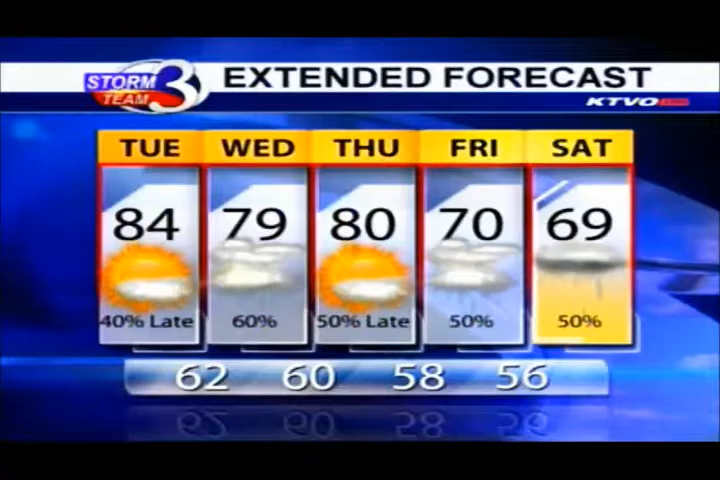 STORM TEAM 3
EXTENDED FORECAST
KTVO
TUE WED THU FRI SAT
84 79 80 70 69
40% Late 60% 50% Late 50% 50%
62 60 58 56